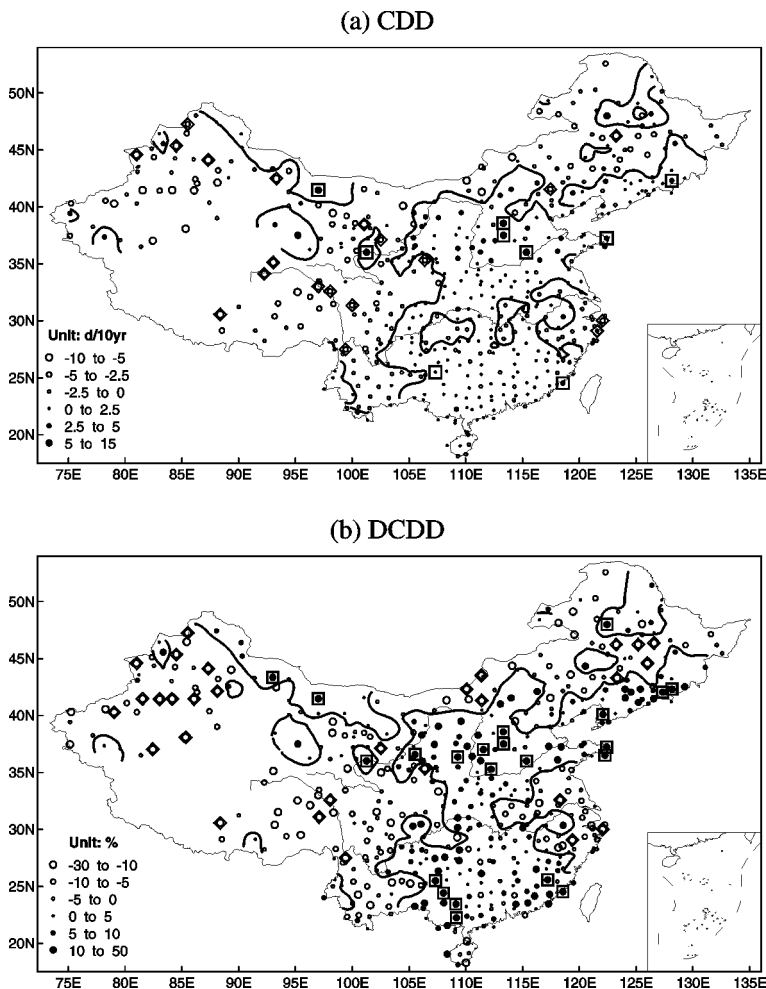 (a) CDD
50N
45N
40N
35N
30N
25N
20N
Unit: d/10yr
-10 to -5
-5 to -2.5
-2.5 to 0
0 to 2.5
2.5 to 5
5 to 15
75E 80E 85E 90E 95E 100E 105E 110E 115E 120E 125E 130E 135E
(b) DCDD
50N
45N
40N
35N
30N
25N
20N
Unit: %
-30 to -10
-10 to -5
-5 to 0
0 to 5
5 to 10
10 to 50
75E 80E 85E 90E 95E 100E 105E 110E 115E 120E 125E 130E 135E